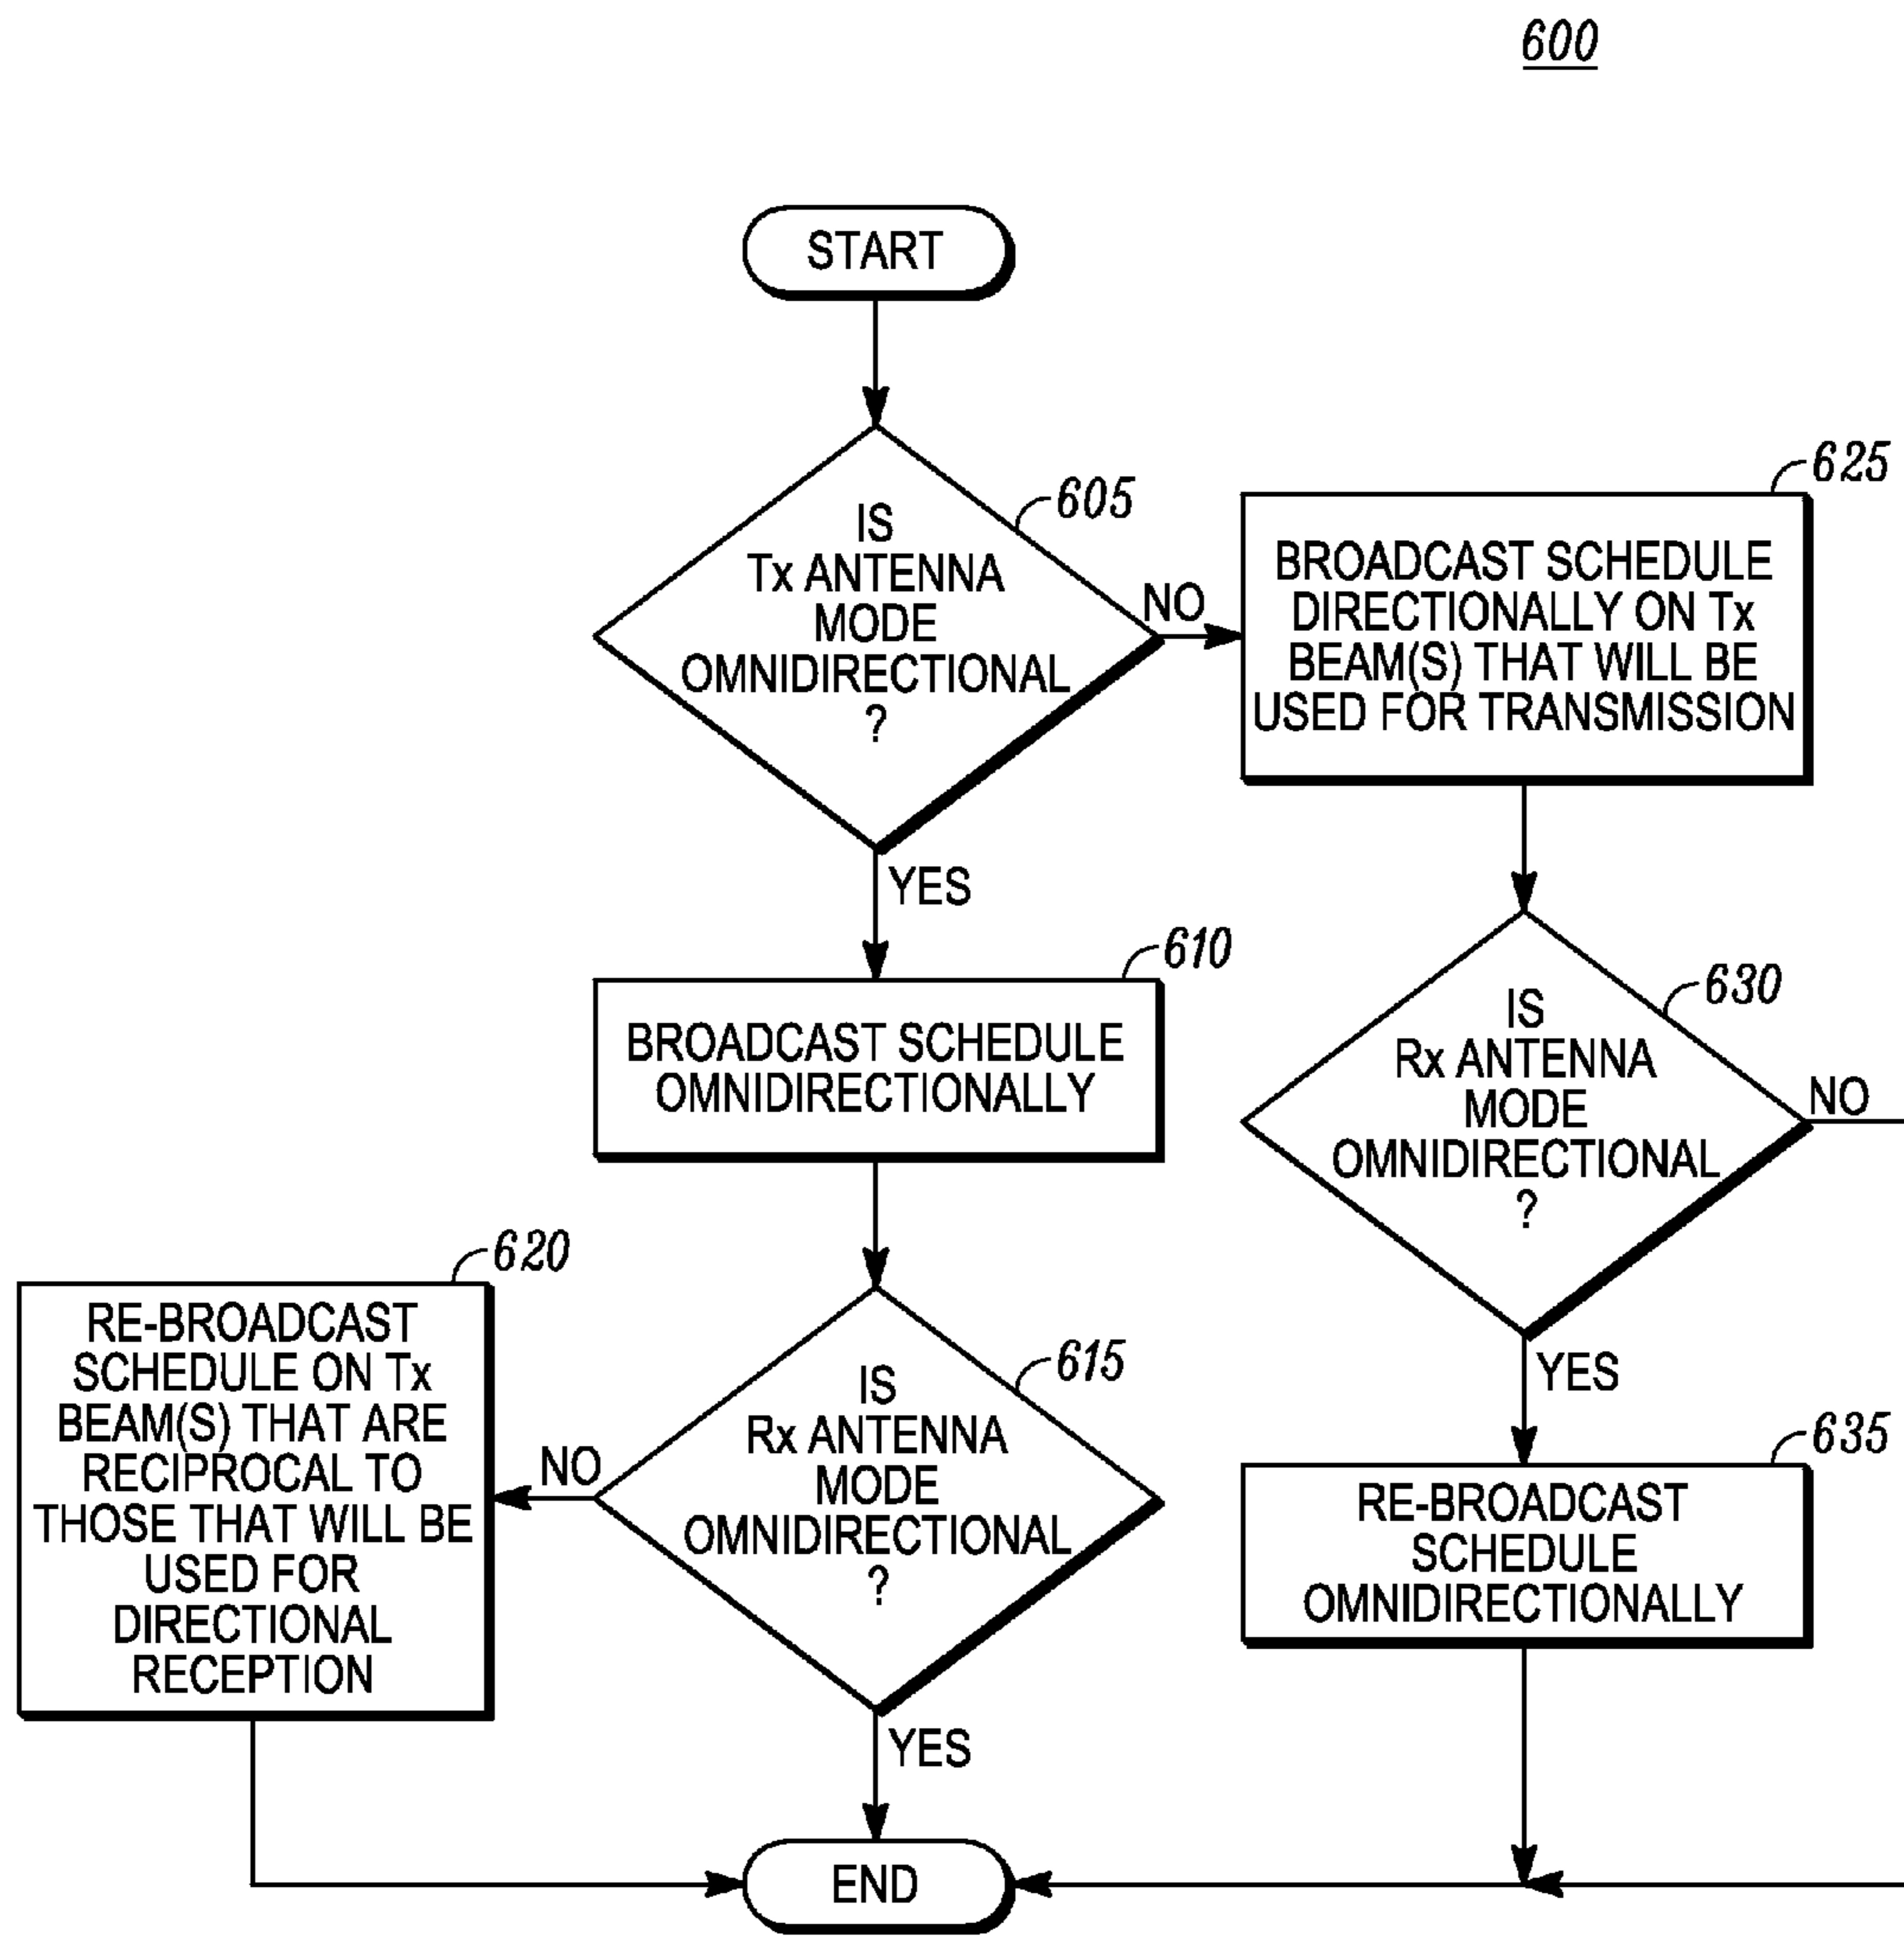 600
START
605
IS
Tx ANTENNA
MODE
OMNIDIRECTIONAL
?
NO
YES
625
BROADCAST SCHEDULE
DIRECTIONALLY ON Tx
BEAM(S) THAT WILL BE
USED FOR TRANSMISSION
610
BROADCAST SCHEDULE
OMNIDIRECTIONALLY
630
IS
Rx ANTENNA
MODE
OMNIDIRECTIONAL
?
NO
YES
620
RE-BROADCAST
SCHEDULE ON Tx
BEAM(S) THAT ARE
RECIPROCAL TO
THOSE THAT WILL BE
USED FOR
DIRECTIONAL
RECEPTION
615
IS
Rx ANTENNA
MODE
OMNIDIRECTIONAL
?
NO
YES
635
RE-BROADCAST
SCHEDULE
OMNIDIRECTIONALLY
END